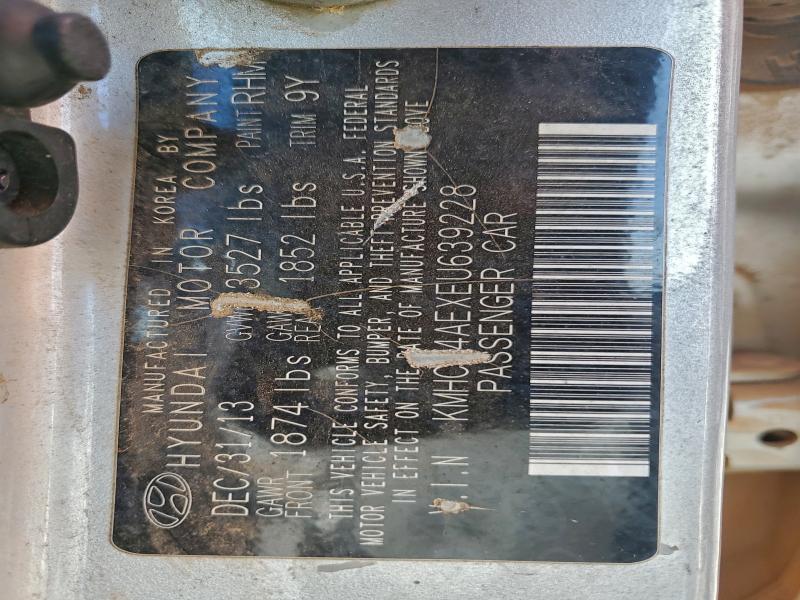 MANUFACTURED IN KOREA BY
HYUNDAI MOTOR COMPANY
DEC/31/13 GVWR 3527 lbs PAINT RHM
GAWR FRONT 1874 lbs GAWR REAR 1852 lbs TRIM 9Y
THIS VEHICLE CONFORMS TO ALL APPLICABLE U.S.A. FEDERAL
MOTOR VEHICLE SAFETY, BUMPER, AND THEFT PREVENTION STANDARDS
IN EFFECT ON THE DATE OF MANUFACTURE SHOWN ABOVE
V.I.N
PASSENGER CAR